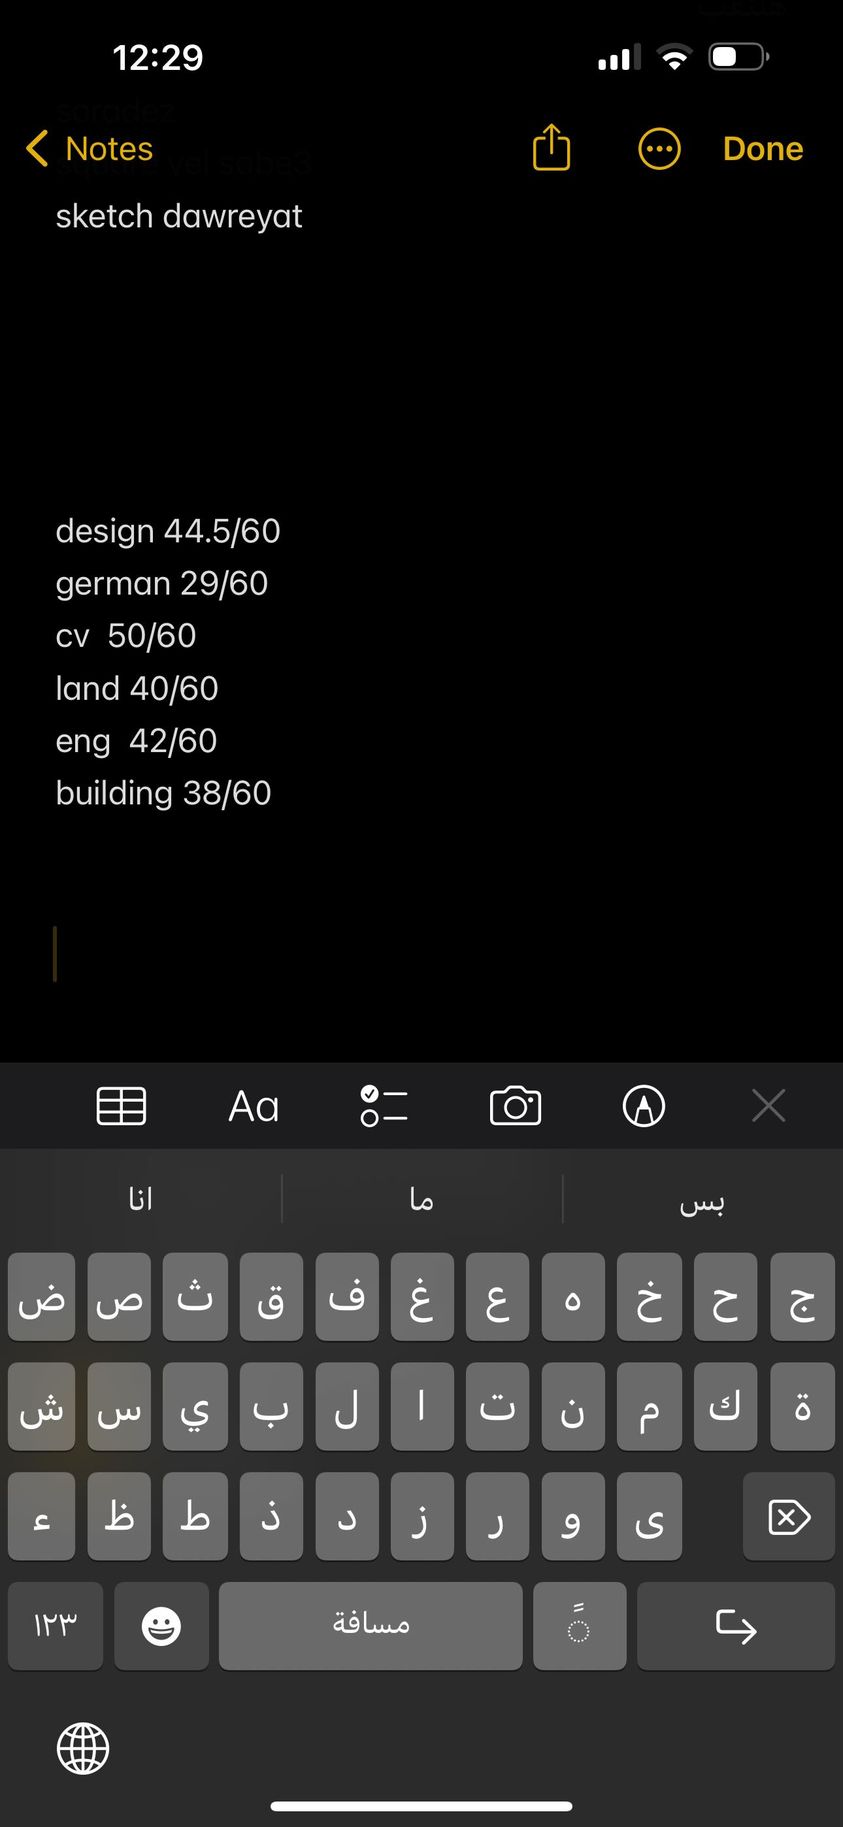 12:29
Notes
Done
sketch dawreyat
design 44.5/60
german 29/60
cv  50/60
land 40/60
eng  42/60
building 38/60
Aa
انا ما بس
ض ص ث ق ف غ ع ه خ ح ج
ش س ي ب ل ا ت ن م ك ة
ء ظ ط ذ د ز ر و ى
١٢٣ مسافة